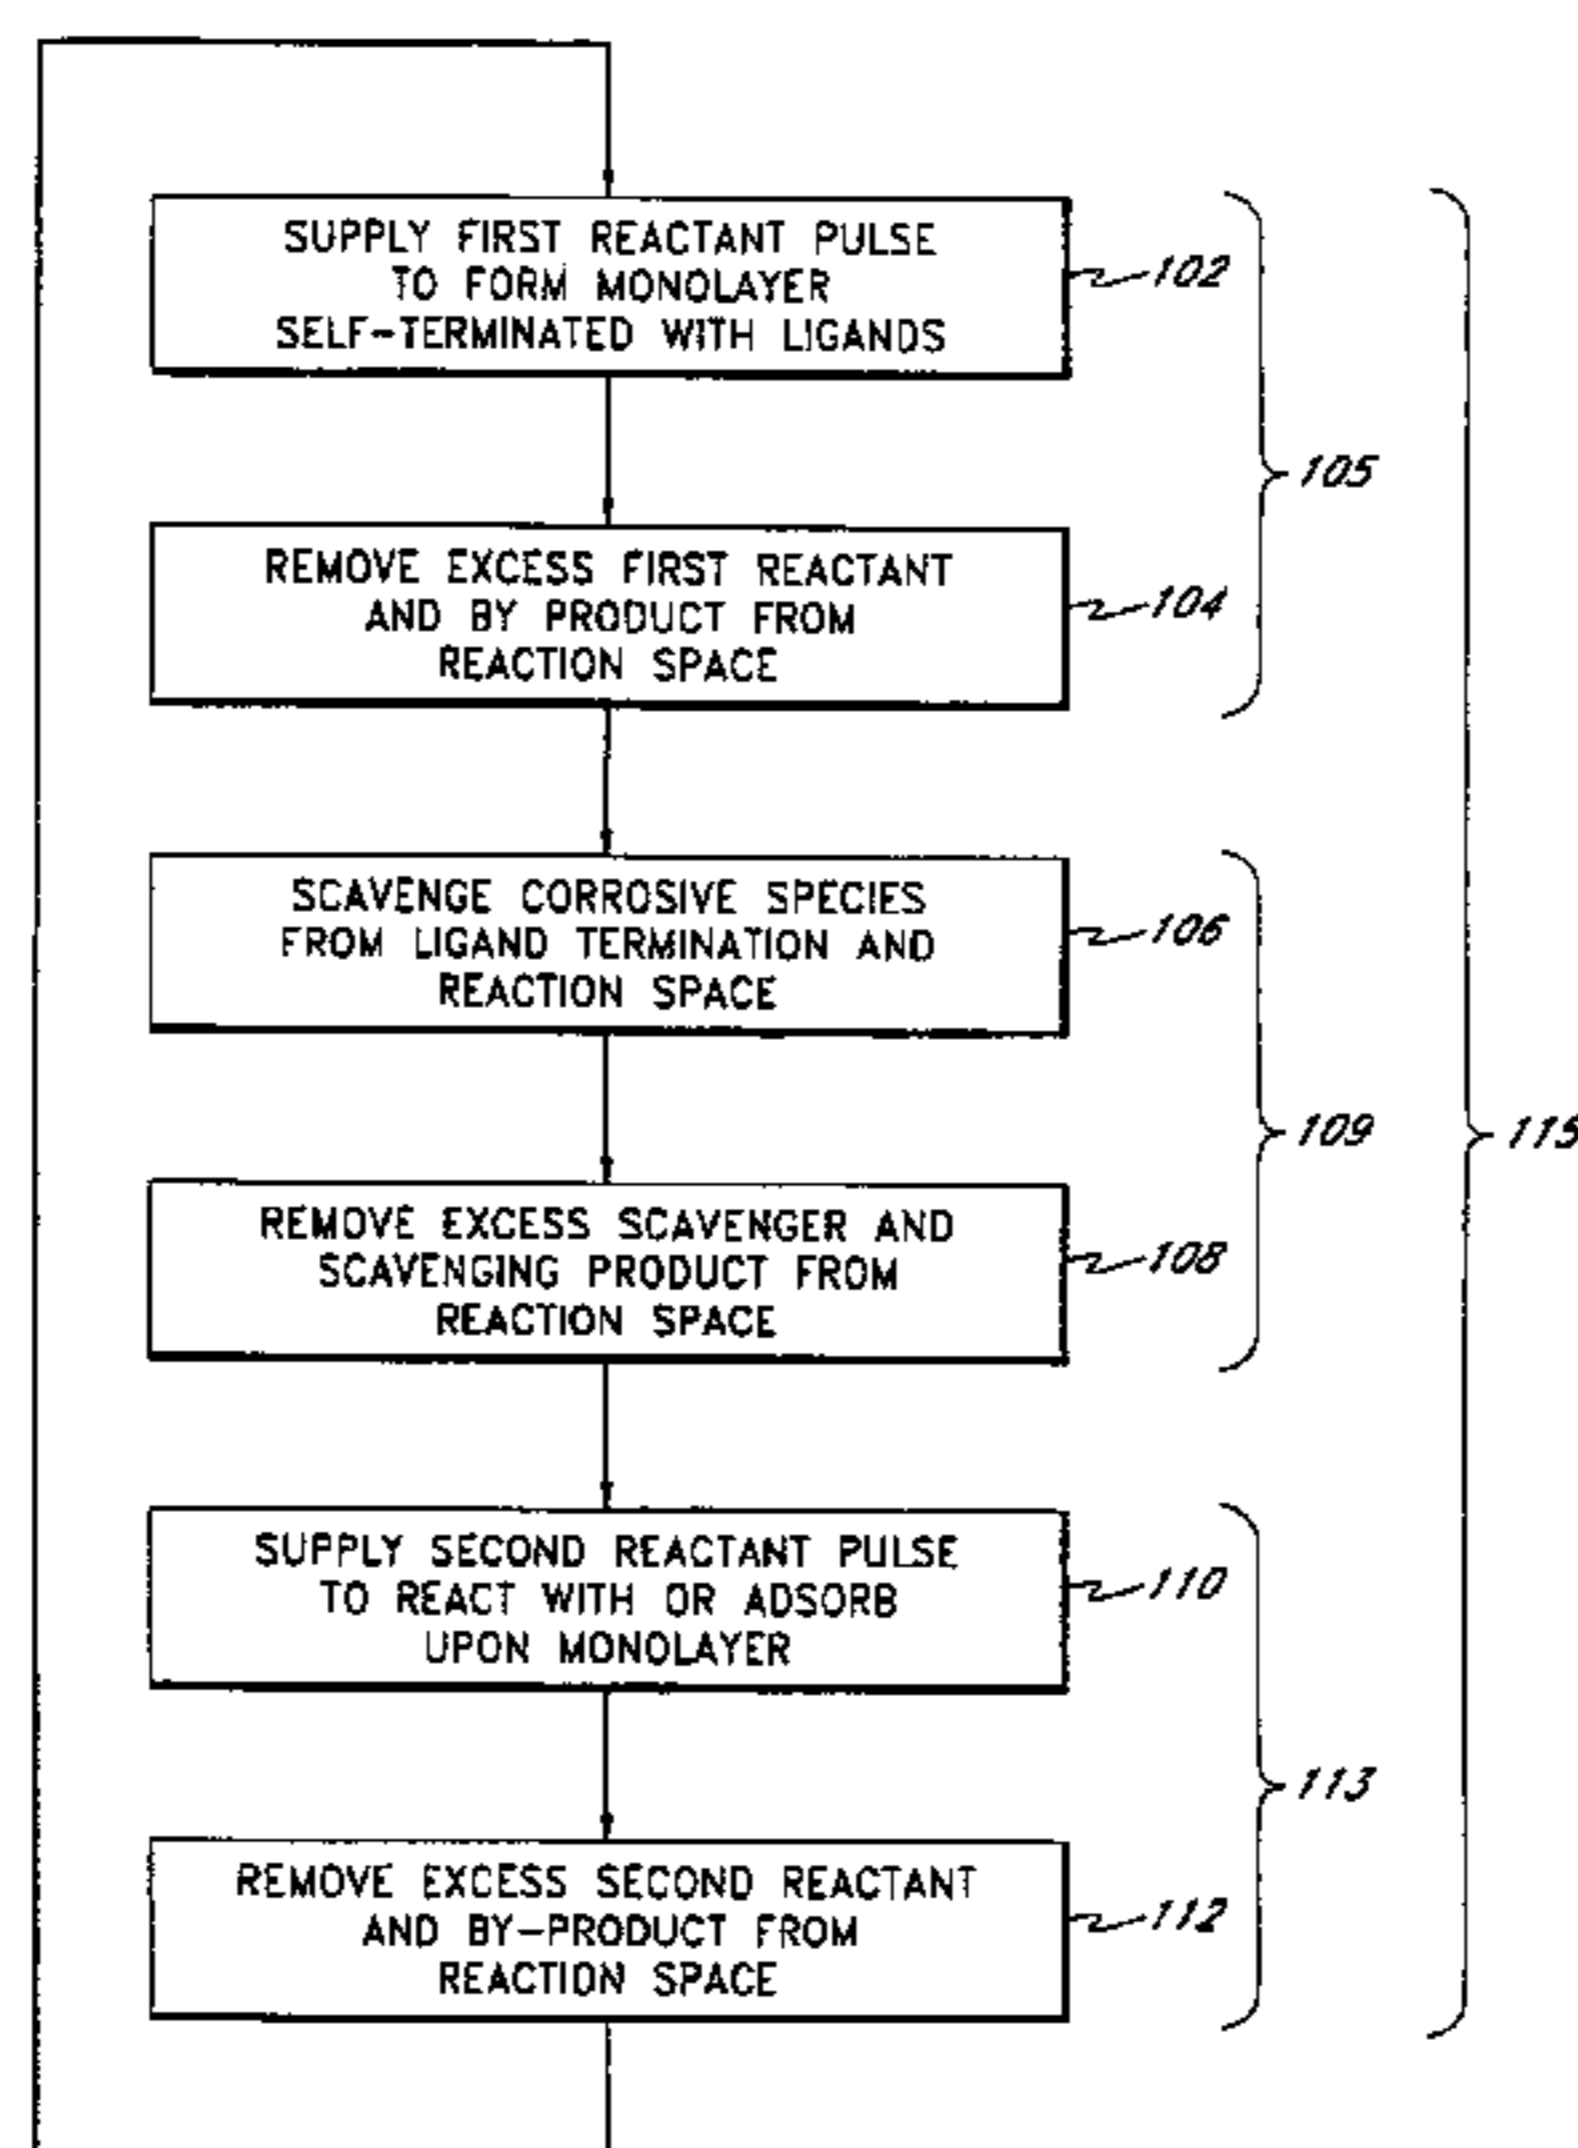 SUPPLY FIRST REACTANT PULSE
TO FORM MONOLAYER
SELF-TERMINATED WITH LIGANDS
102
105
REMOVE EXCESS FIRST REACTANT
AND BY PRODUCT FROM
REACTION SPACE
104
SCAVENGE CORROSIVE SPECIES
FROM LIGAND TERMINATION AND
REACTION SPACE
106
109
115
REMOVE EXCESS SCAVENGER AND
SCAVENGING PRODUCT FROM
REACTION SPACE
108
SUPPLY SECOND REACTANT PULSE
TO REACT WITH OR ADSORB
UPON MONOLAYER
110
113
REMOVE EXCESS SECOND REACTANT
AND BY-PRODUCT FROM
REACTION SPACE
112